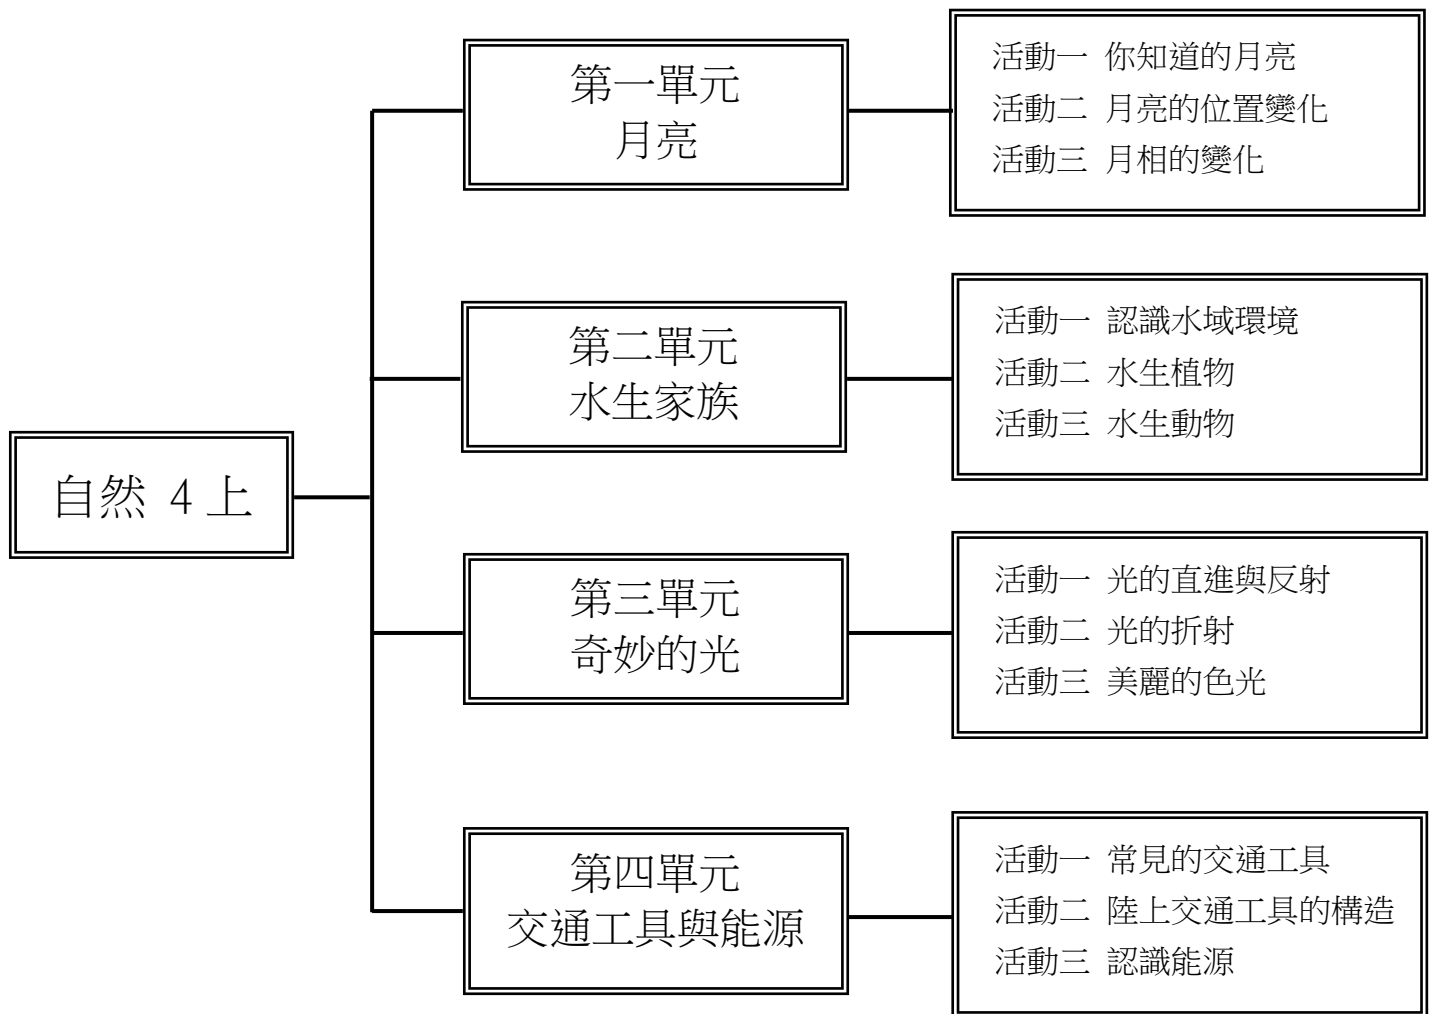 自然 4上
第一單元
月亮
活動一 你知道的月亮
活動二 月亮的位置變化
活動三 月相的變化
第二單元
水生家族
活動一 認識水域環境
活動二 水生植物
活動三 水生動物
第三單元
奇妙的光
活動一 光的直進與反射
活動二 光的折射
活動三 美麗的色光
第四單元
交通工具與能源
活動一 常見的交通工具
活動二 陸上交通工具的構造
活動三 認識能源